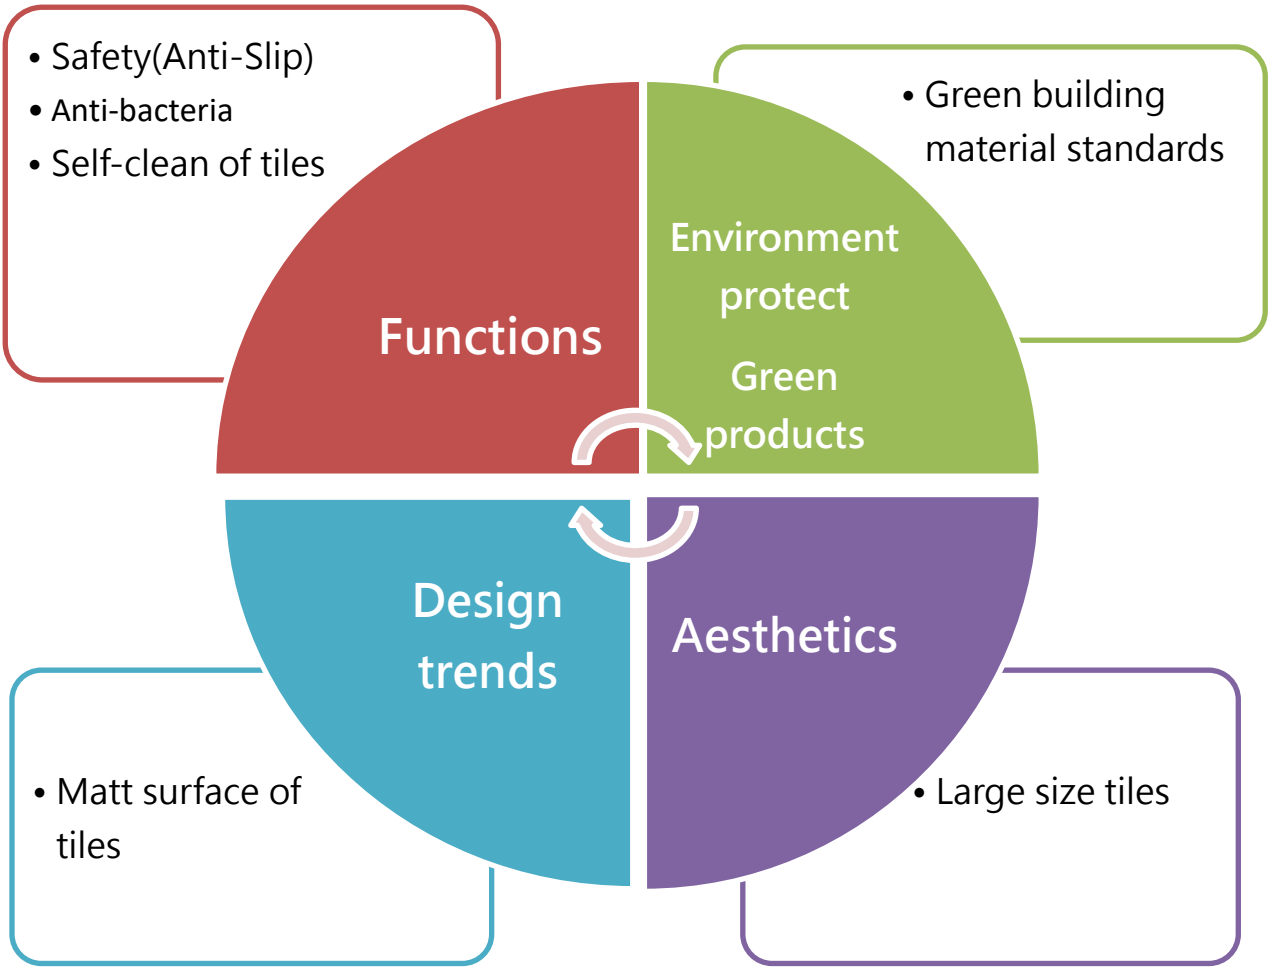 • Safety(Anti-Slip)
• Anti-bacteria
• Self-clean of tiles
• Green building
material standards
Functions
Environment
protect
Green
products
Design
trends
Aesthetics
• Matt surface of
tiles
• Large size tiles